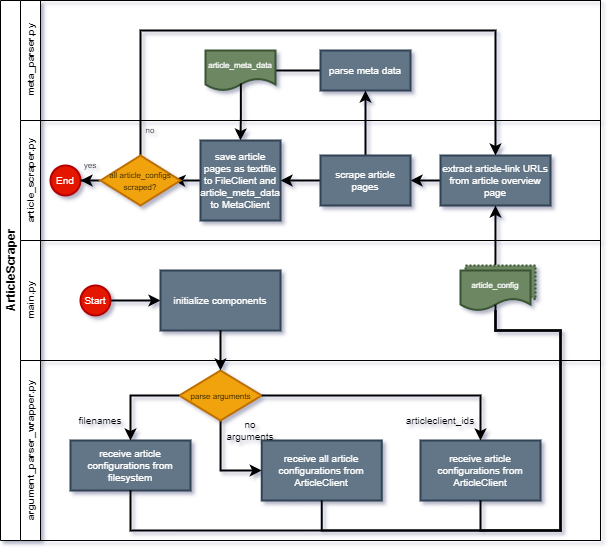 ArticleScraper
meta_parser.py
article_meta_data
parse meta data
no
article_scraper.py
End
yes
all article_configs
scraped?
save article
pages as textfile
to FileClient and
article_meta_data
to MetaClient
scrape article
pages
extract article-link URLs
from article overview
page
main.py
Start
initialize components
article_config
argument_parser_wrapper.py
parse arguments
filenames
no
arguments
articleclient_ids
receive article
configurations from
filesystem
receive all article
configurations from
ArticleClient
receive article
configurations from
ArticleClient